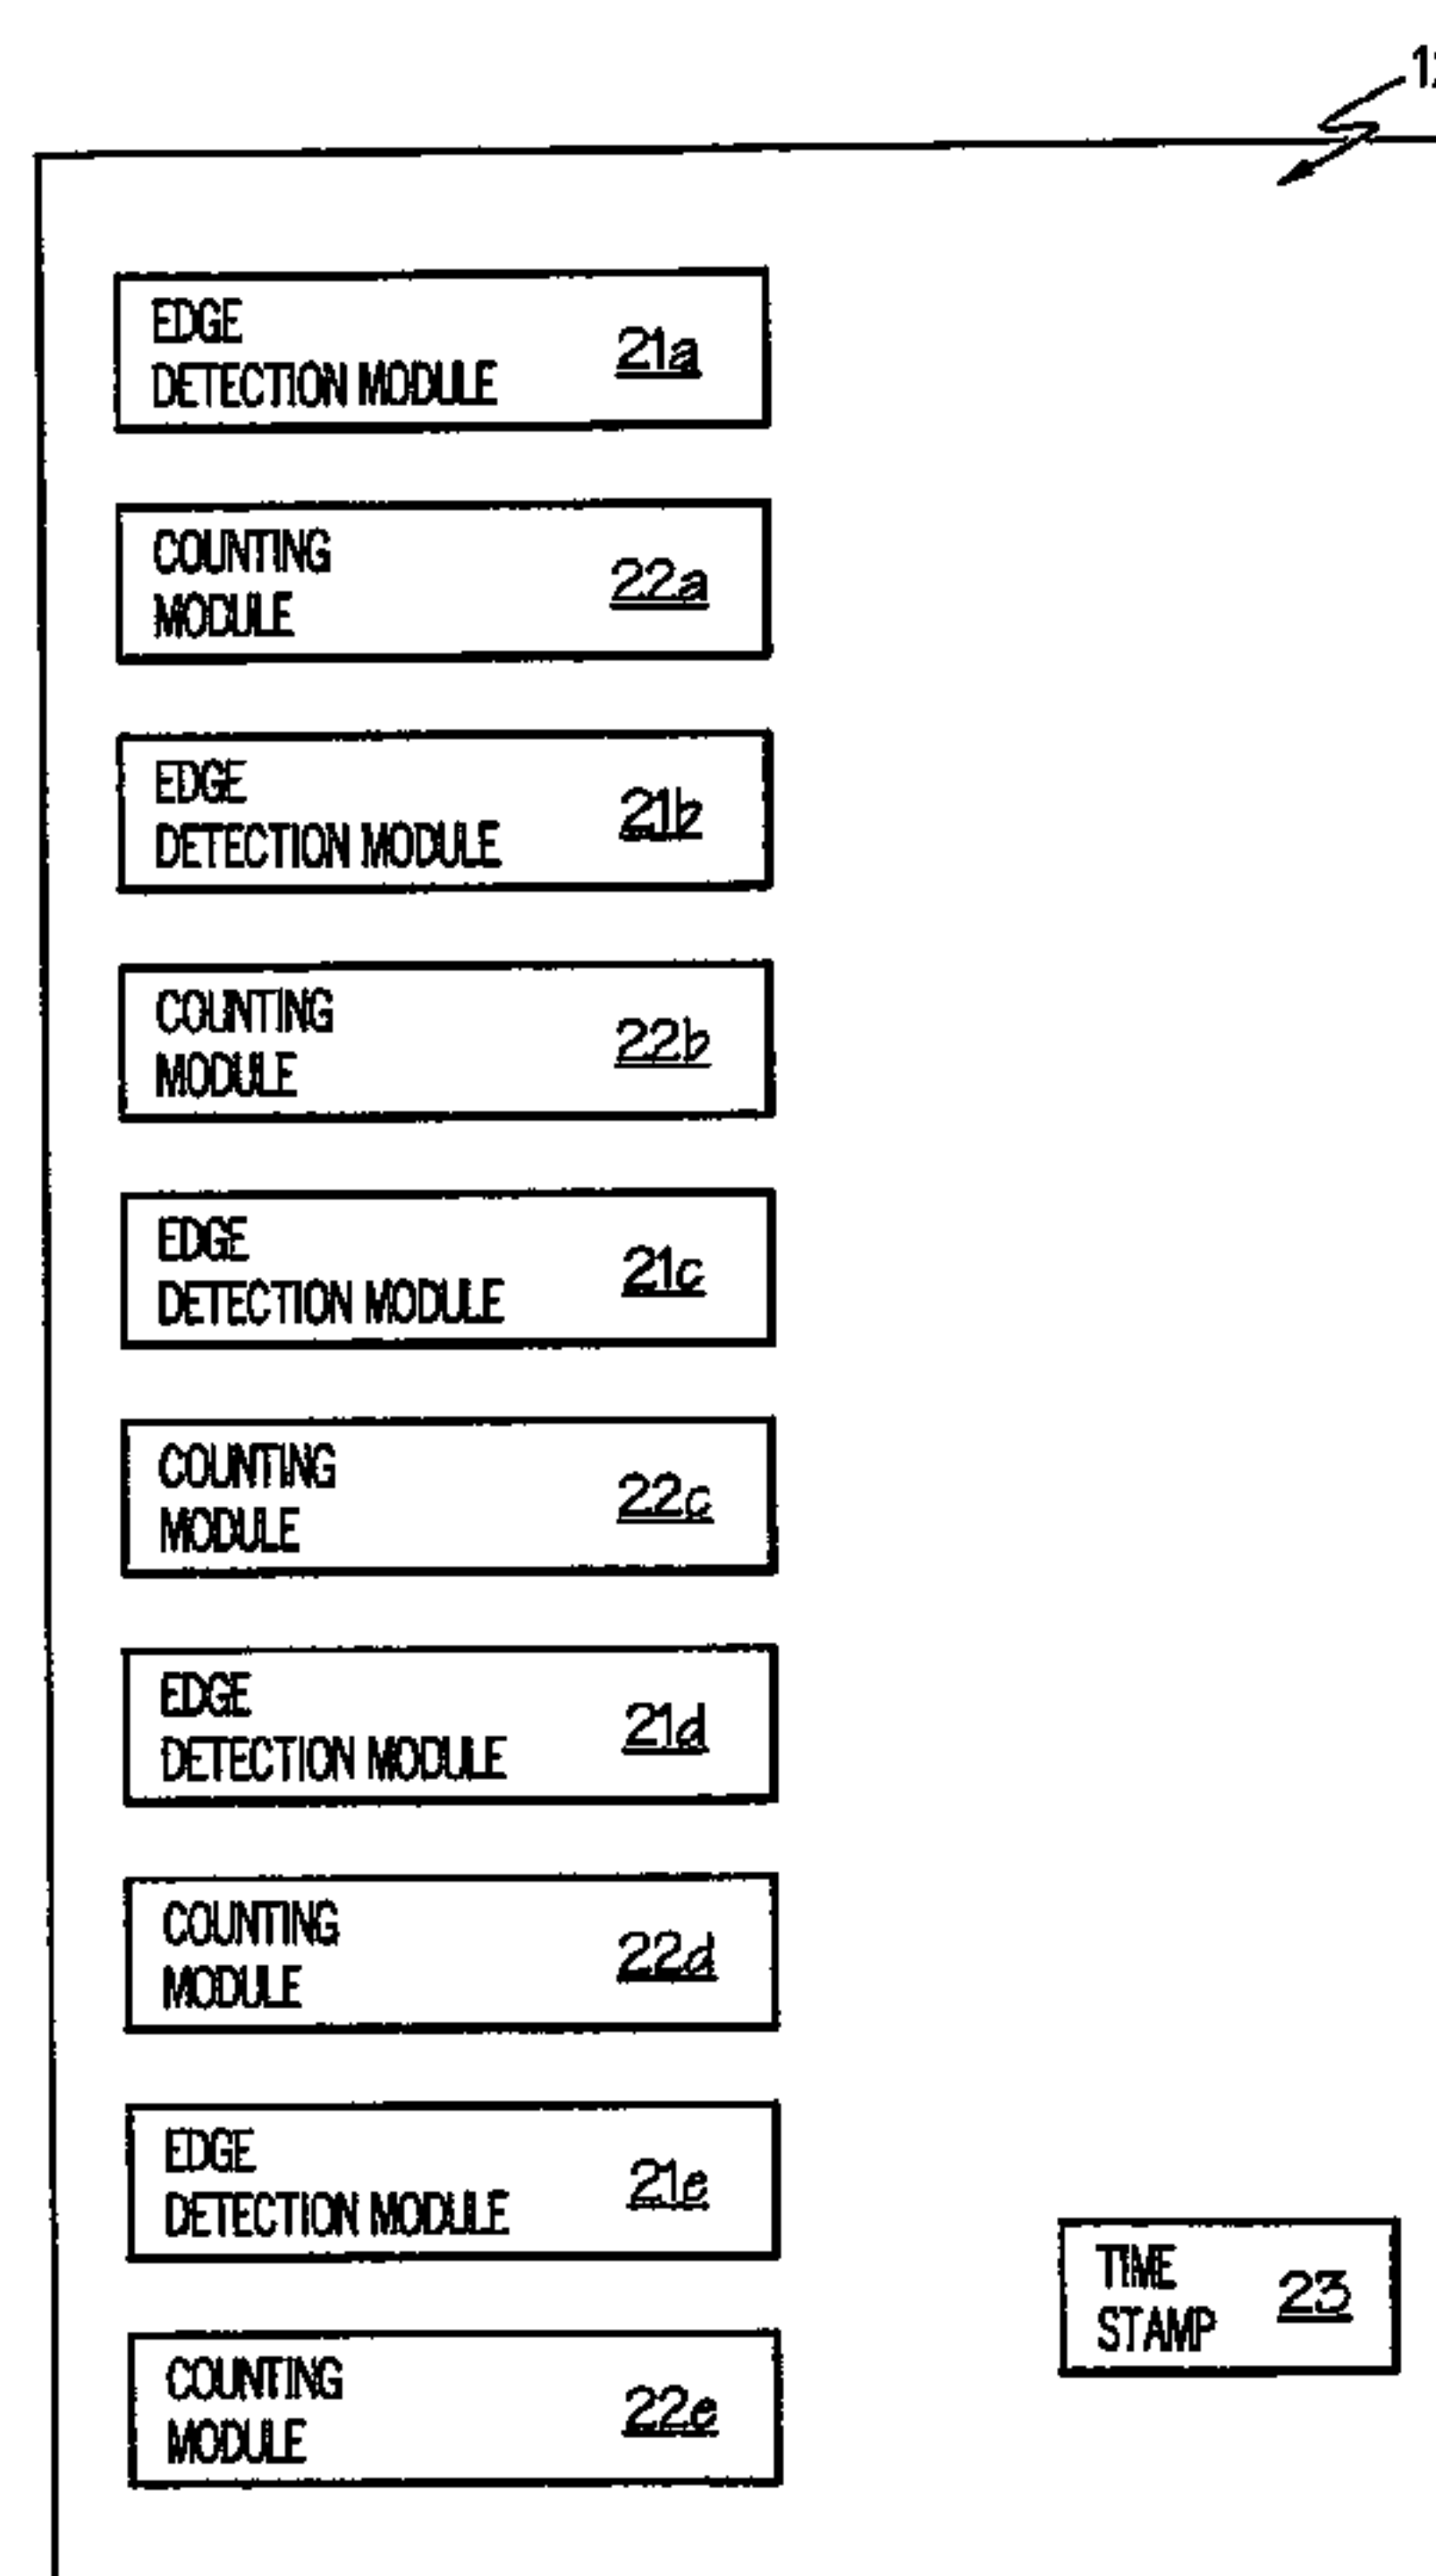 EDGE
DETECTION MODULE 21a
COUNTING
MODULE 22a
EDGE
DETECTION MODULE 21b
COUNTING
MODULE 22b
EDGE
DETECTION MODULE 21c
COUNTING
MODULE 22c
EDGE
DETECTION MODULE 21d
COUNTING
MODULE 22d
EDGE
DETECTION MODULE 21e
TIME
STAMP 23
COUNTING
MODULE 22e